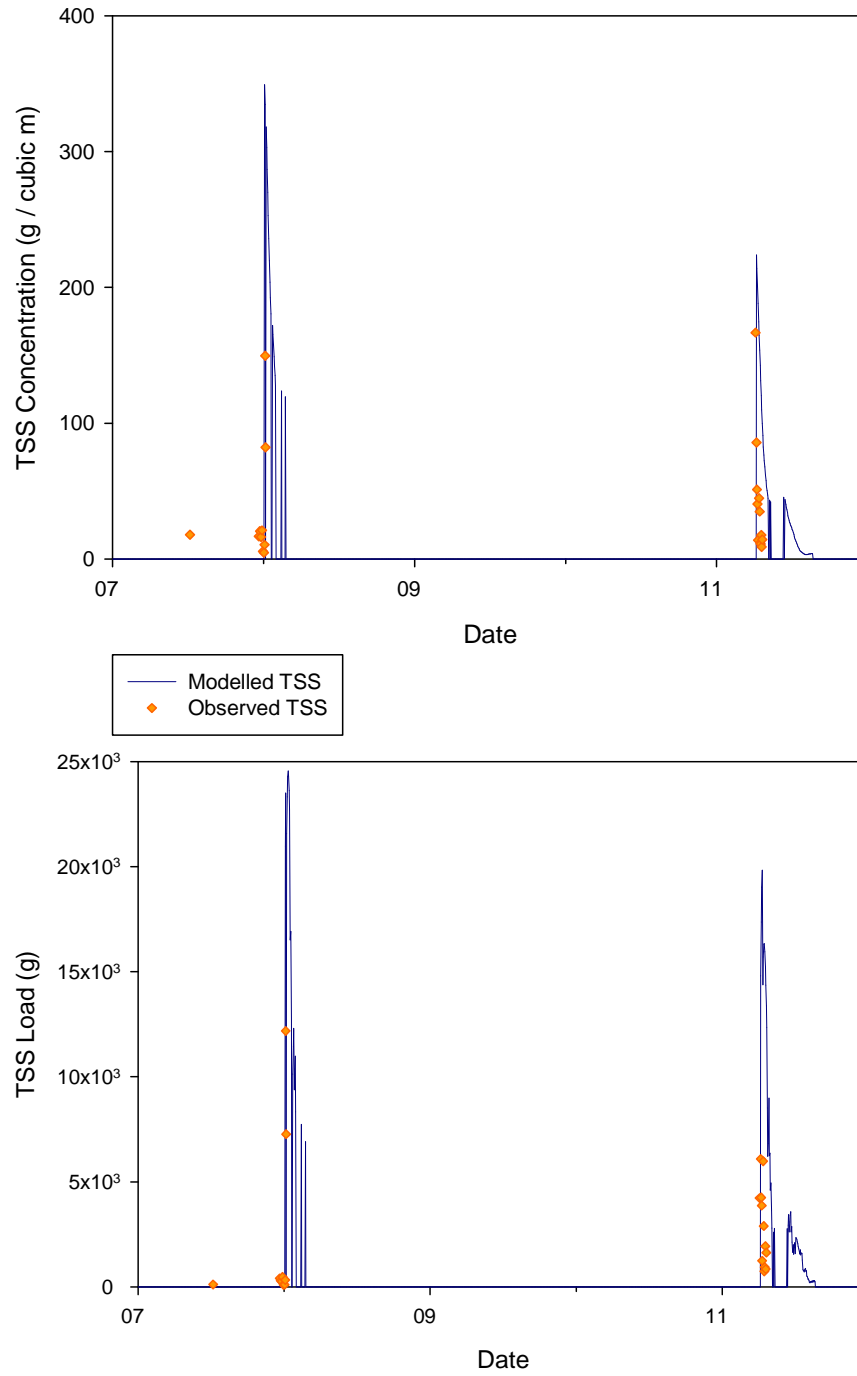 400
300
200
100
0
TSS Concentration (g / cubic m)
07
09
11
Date
Modelled TSS
Observed TSS
25x10³
20x10³
15x10³
10x10³
5x10³
0
TSS Load (g)
07
09
11
Date